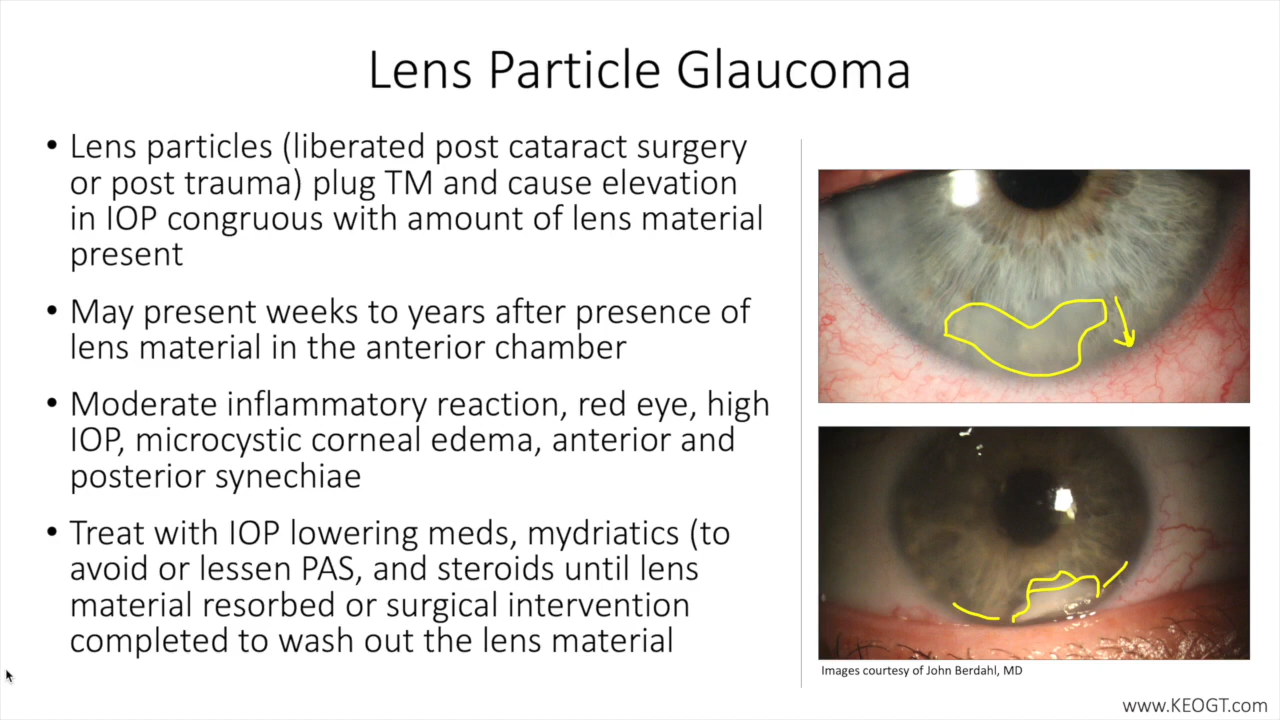 Lens Particle Glaucoma
• Lens particles (liberated post cataract surgery
or post trauma) plug TM and cause elevation
in IOP congruous with amount of lens material
present
• May present weeks to years after presence of
lens material in the anterior chamber
• Moderate inflammatory reaction, red eye, high
IOP, microcystic corneal edema, anterior and
posterior synechiae
• Treat with IOP lowering meds, mydriatics (to
avoid or lessen PAS, and steroids until lens
material resorbed or surgical intervention
completed to wash out the lens material
Images courtesy of John Berdahl, MD
www.KEOGT.com